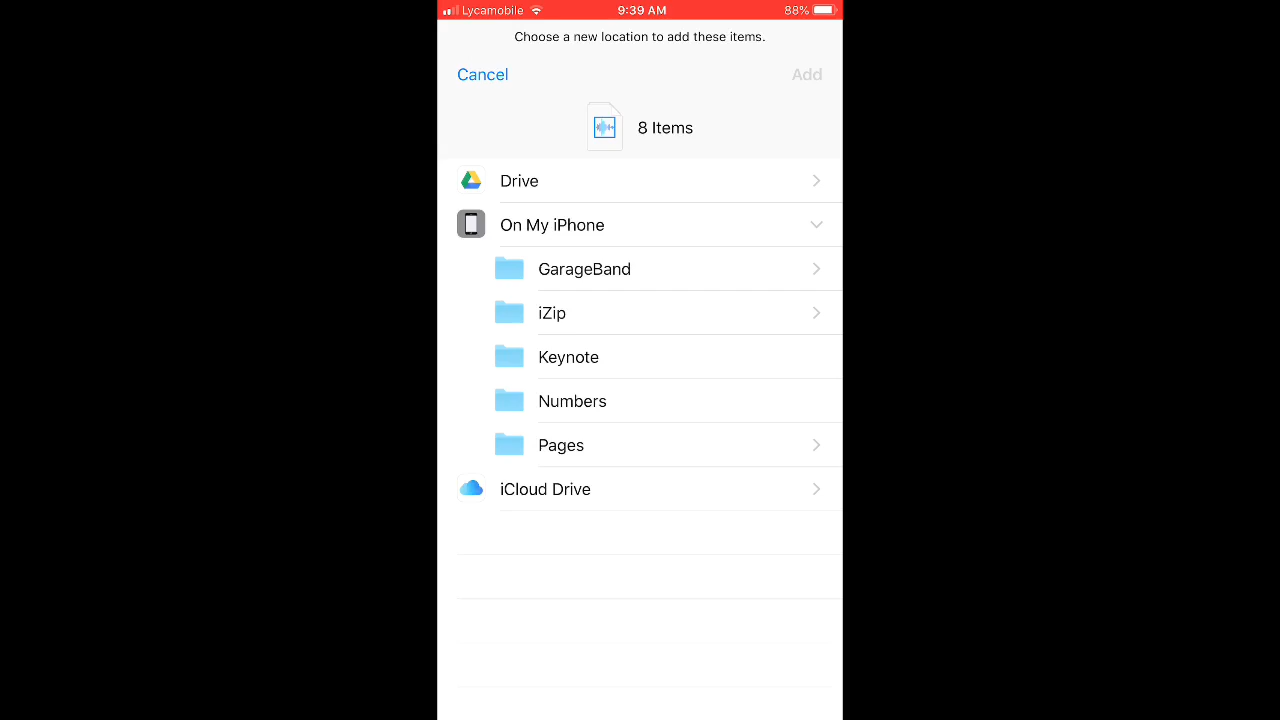 Lycamobile 9:39 AM 88%
Choose a new location to add these items.
Cancel Add
8 Items
Drive
On My iPhone
GarageBand
iZip
Keynote
Numbers
Pages
iCloud Drive